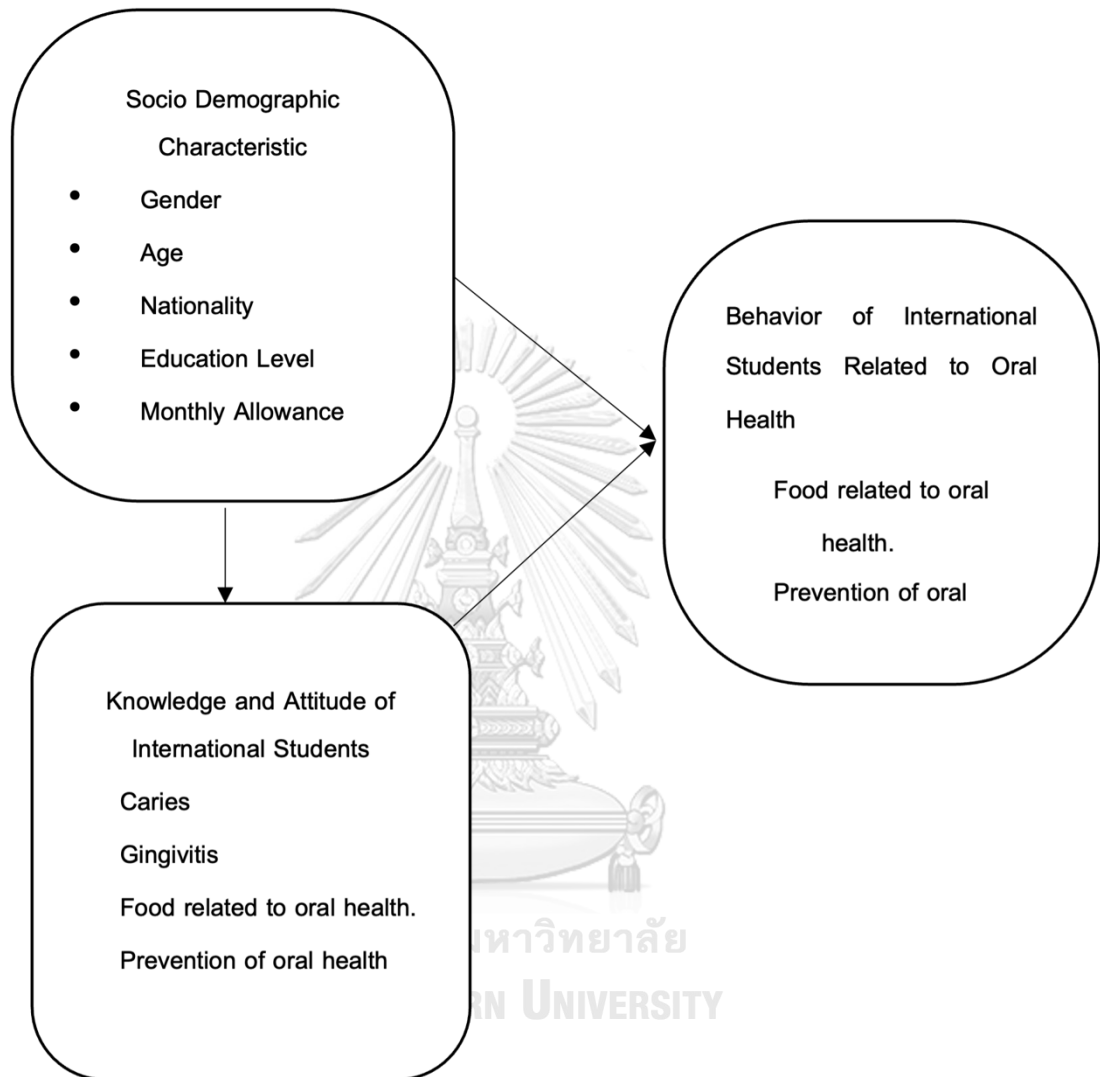 Socio Demographic
Characteristic
• Gender
• Age
• Nationality
• Education Level
• Monthly Allowance
Behavior of International
Students Related to Oral
Health
Food related to oral
health.
Prevention of oral
Knowledge and Attitude of
International Students
Caries
Gingivitis
Food related to oral health.
Prevention of oral health
มหาวิทยาลัย
RN UNIVERSITY